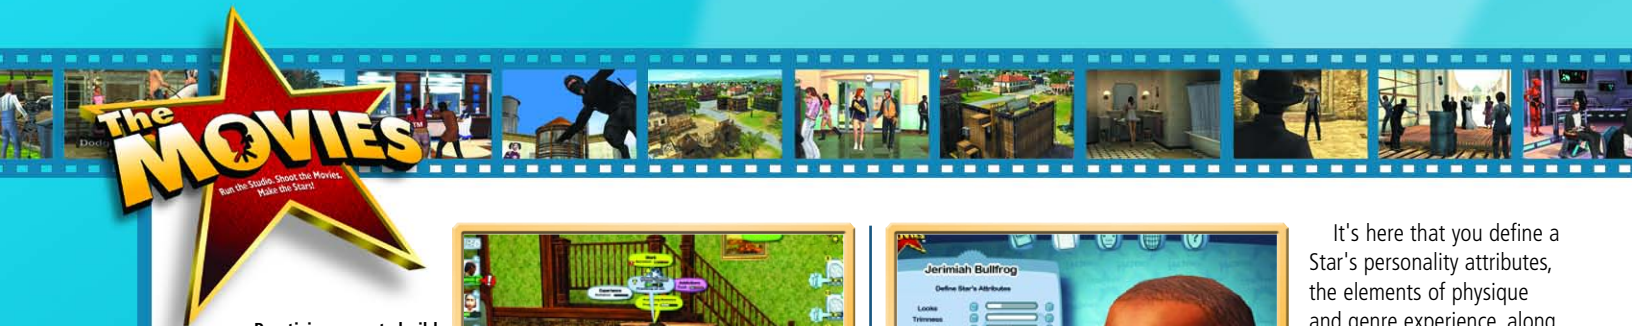 The
MOVIES
Run the Studio. Shoot the Movies.
Make the Stars!
Jerimiah Bullfrog
Define Star's Attributes
Looks
Trimness
It's here that you define a
Star's personality attributes,
the elements of physique
and genre experience, along